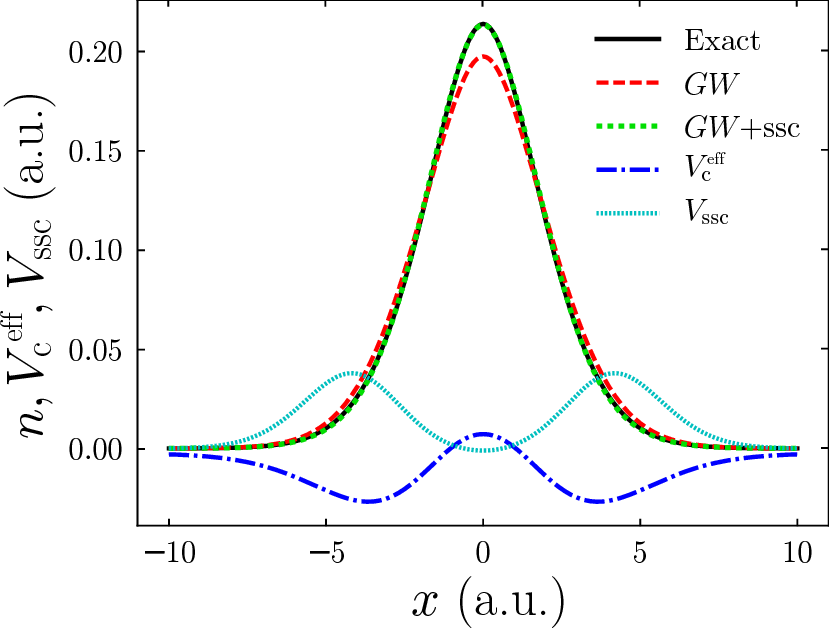 n, V_c^eff, V_ssc (a.u.)
0.20
0.15
0.10
0.05
0.00
Exact
GW
GW+ssc
V_c^eff
V_ssc
−10
−5
0
5
10
x (a.u.)